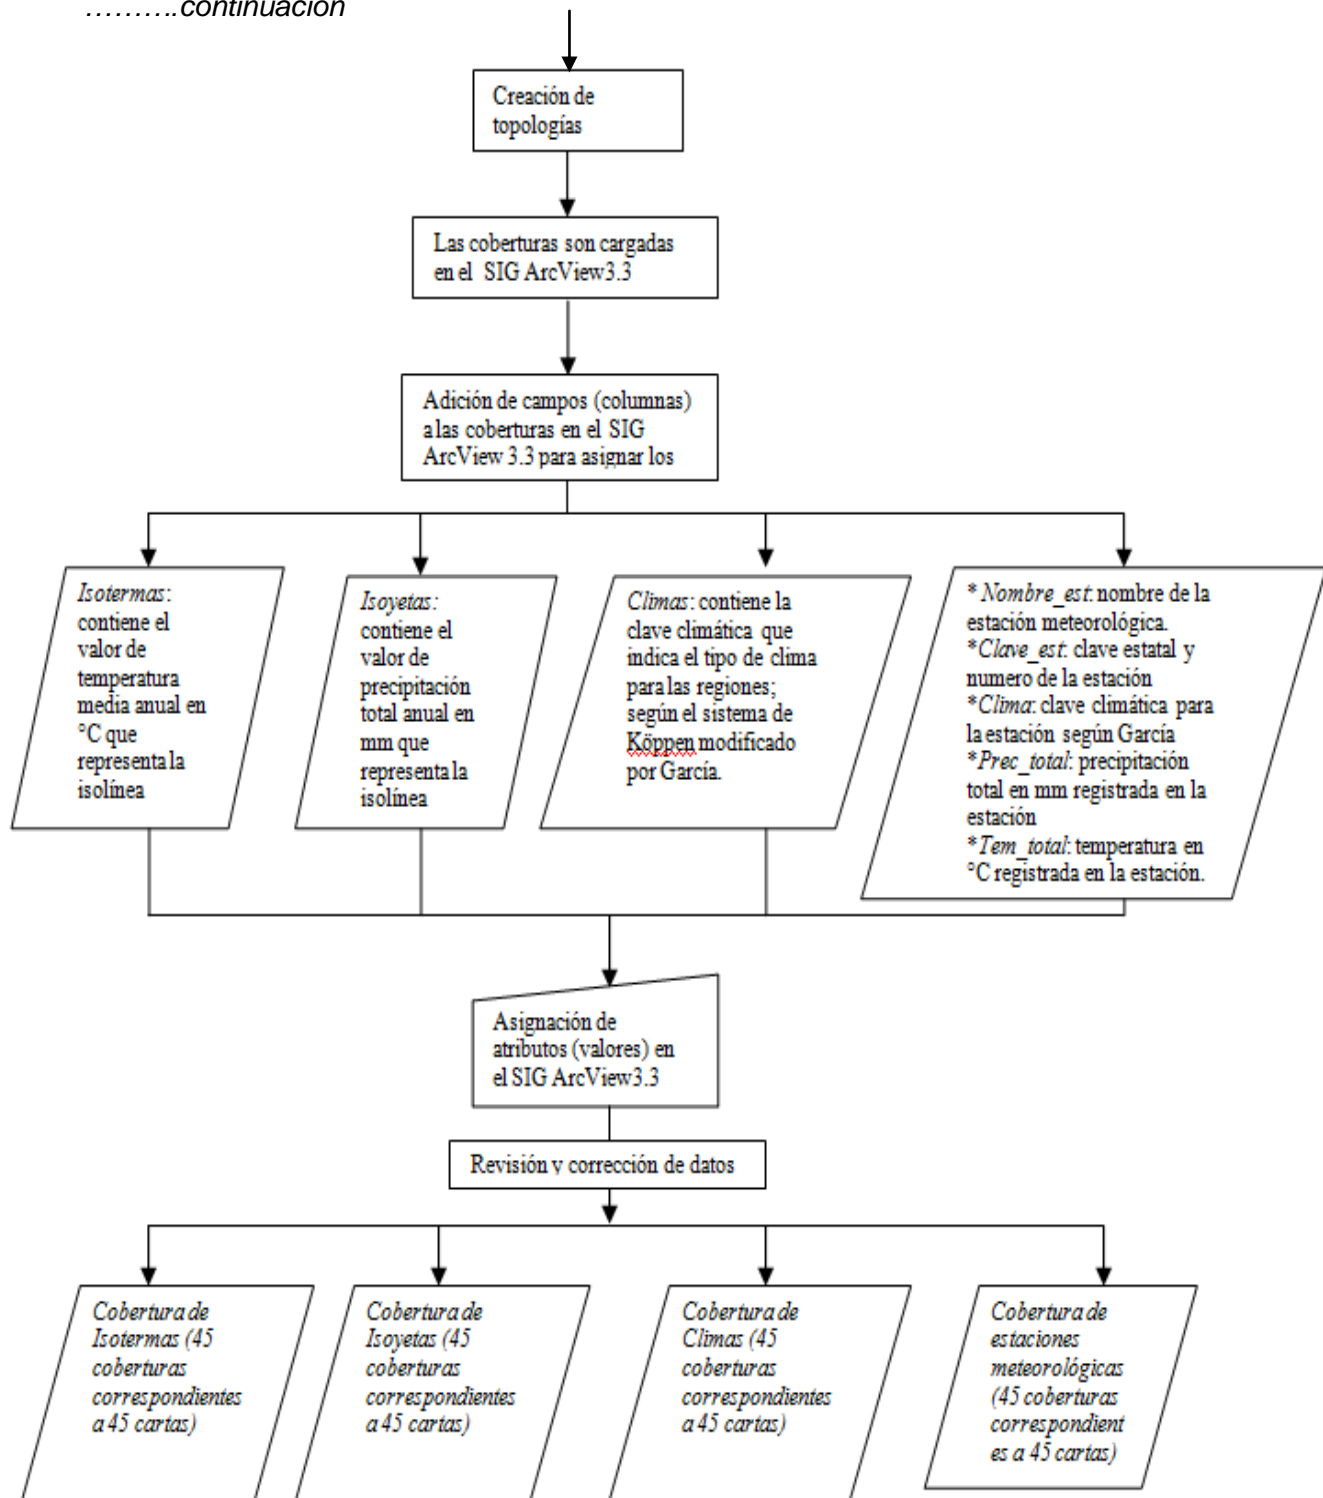 ……….continuación
Creación de
topologías
Las coberturas son cargadas
en el SIG ArcView3.3
Adición de campos (columnas)
a las coberturas en el SIG
ArcView 3.3 para asignar los
Isotermas:
contiene el
valor de
temperatura
media anual en
°C que
representa la
isolínea
Isoyetas:
contiene el
valor de
precipitación
total anual en
mm que
representa la
isolínea
Climas: contiene la
clave climática que
indica el tipo de clima
para las regiones;
según el sistema de
Köppen modificado
por García.
* Nombre_est: nombre de la
estación meteorológica.
*Clave_est: clave estatal y
numero de la estación
*Clima: clave climática para
la estación según García
*Prec_total: precipitación
total en mm registrada en la
estación
*Tem_total: temperatura en
°C registrada en la estación.
Asignación de
atributos (valores) en
el SIG ArcView3.3
Revisión y corrección de datos
Cobertura de
Isotermas (45
coberturas
correspondientes
a 45 cartas)
Cobertura de
Isoyetas (45
coberturas
correspondientes
a 45 cartas)
Cobertura de
Climas (45
coberturas
correspondientes
a 45 cartas)
Cobertura de
estaciones
meteorológicas
(45 coberturas
correspondient
es a 45 cartas)